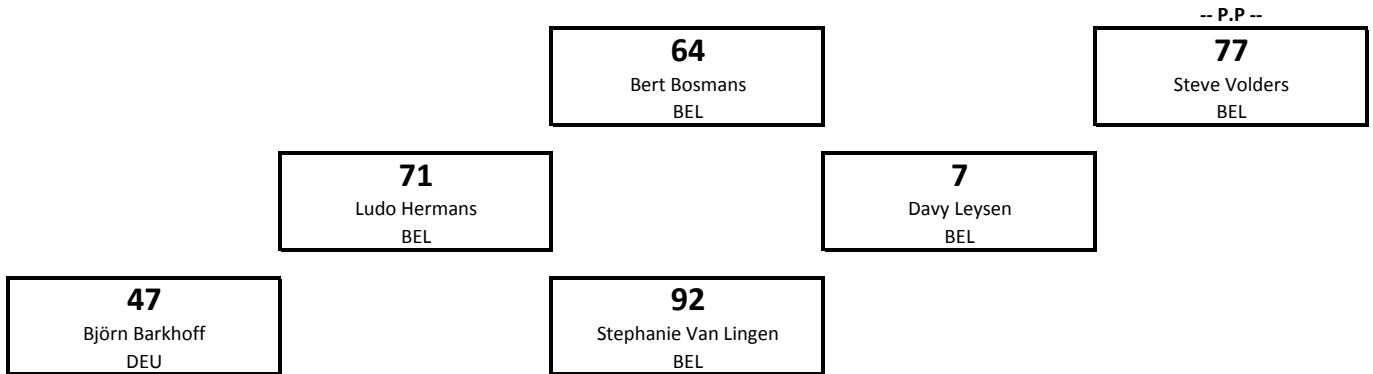 -- P.P --
64
Bert Bosmans
BEL
77
Steve Volders
BEL
71
Ludo Hermans
BEL
7
Davy Leysen
BEL
47
Björn Barkhoff
DEU
92
Stephanie Van Lingen
BEL